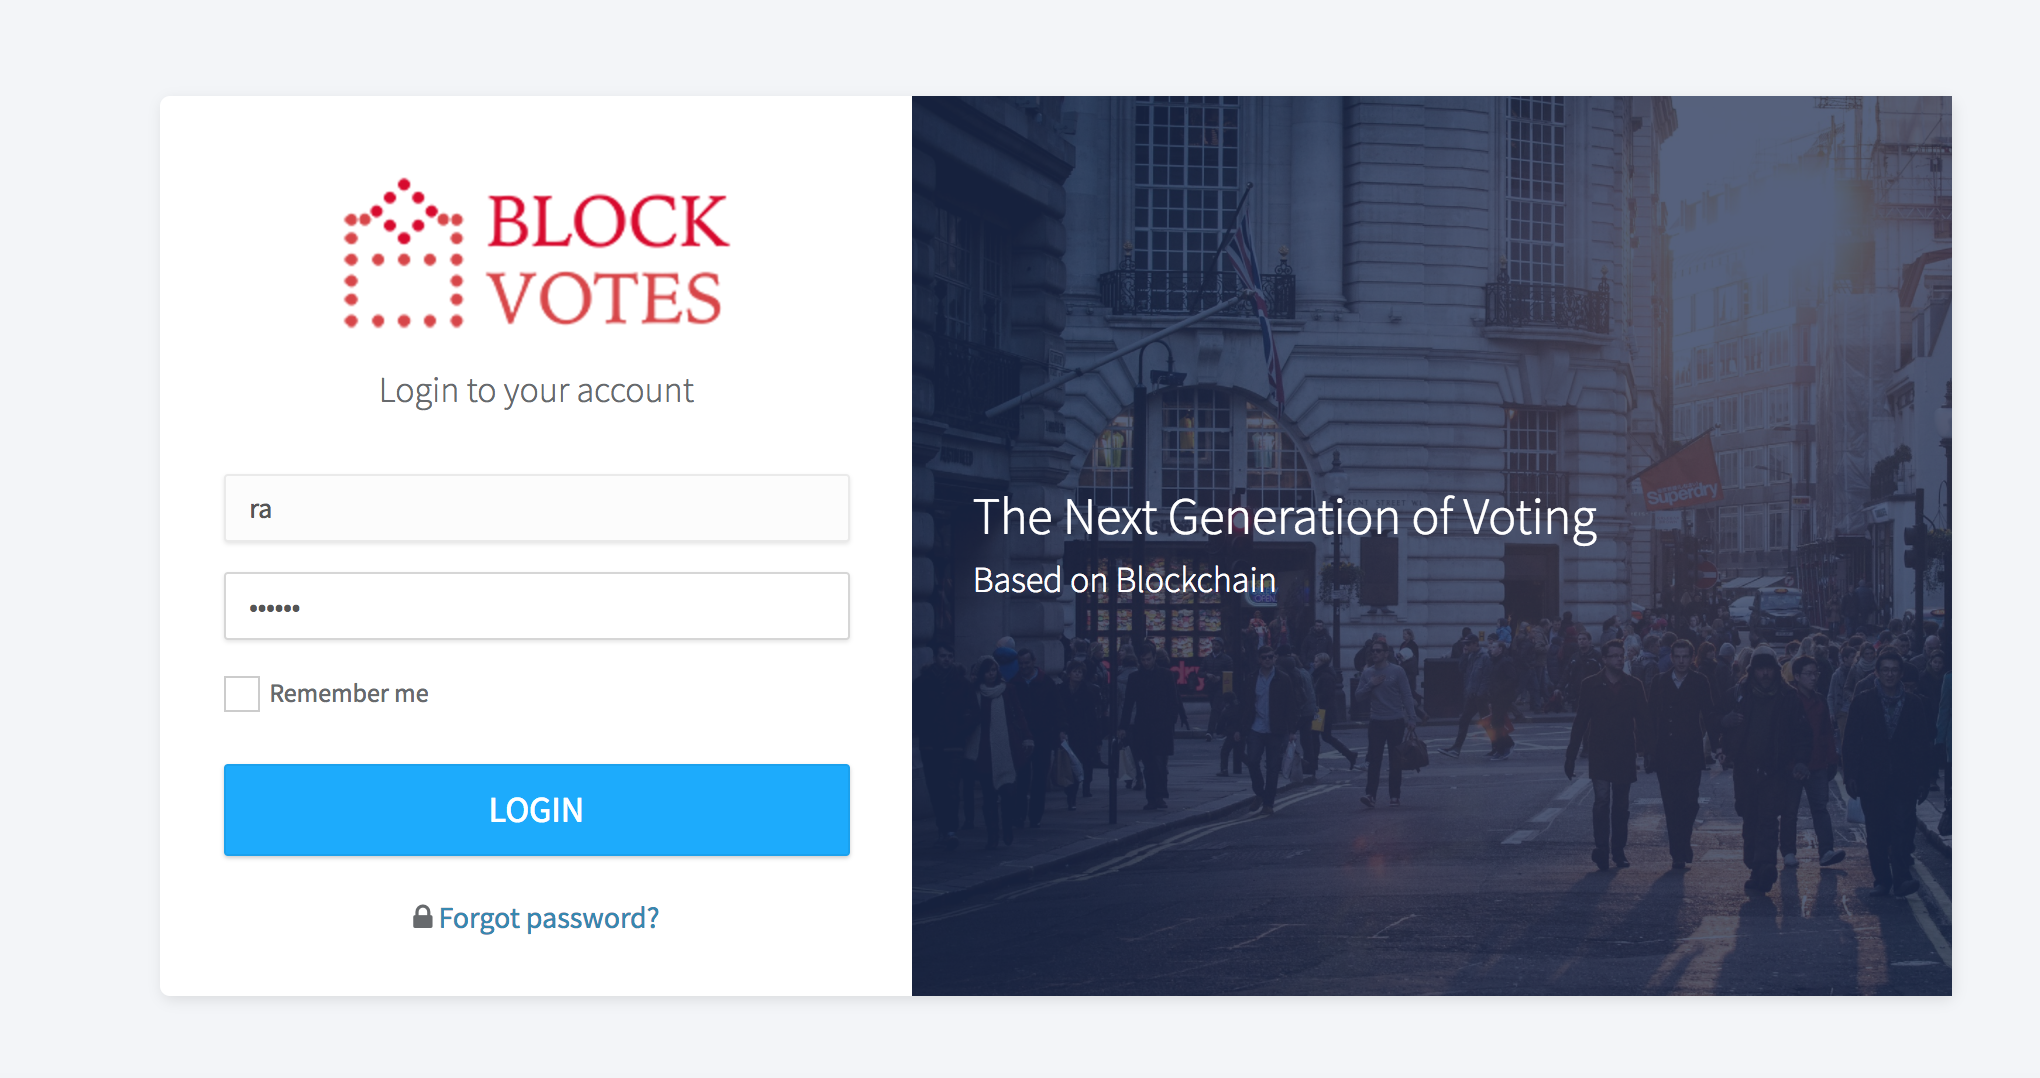 BLOCK
VOTES
Login to your account
ra
••••••
Remember me
LOGIN
Forgot password?
The Next Generation of Voting
Based on Blockchain
Superdry